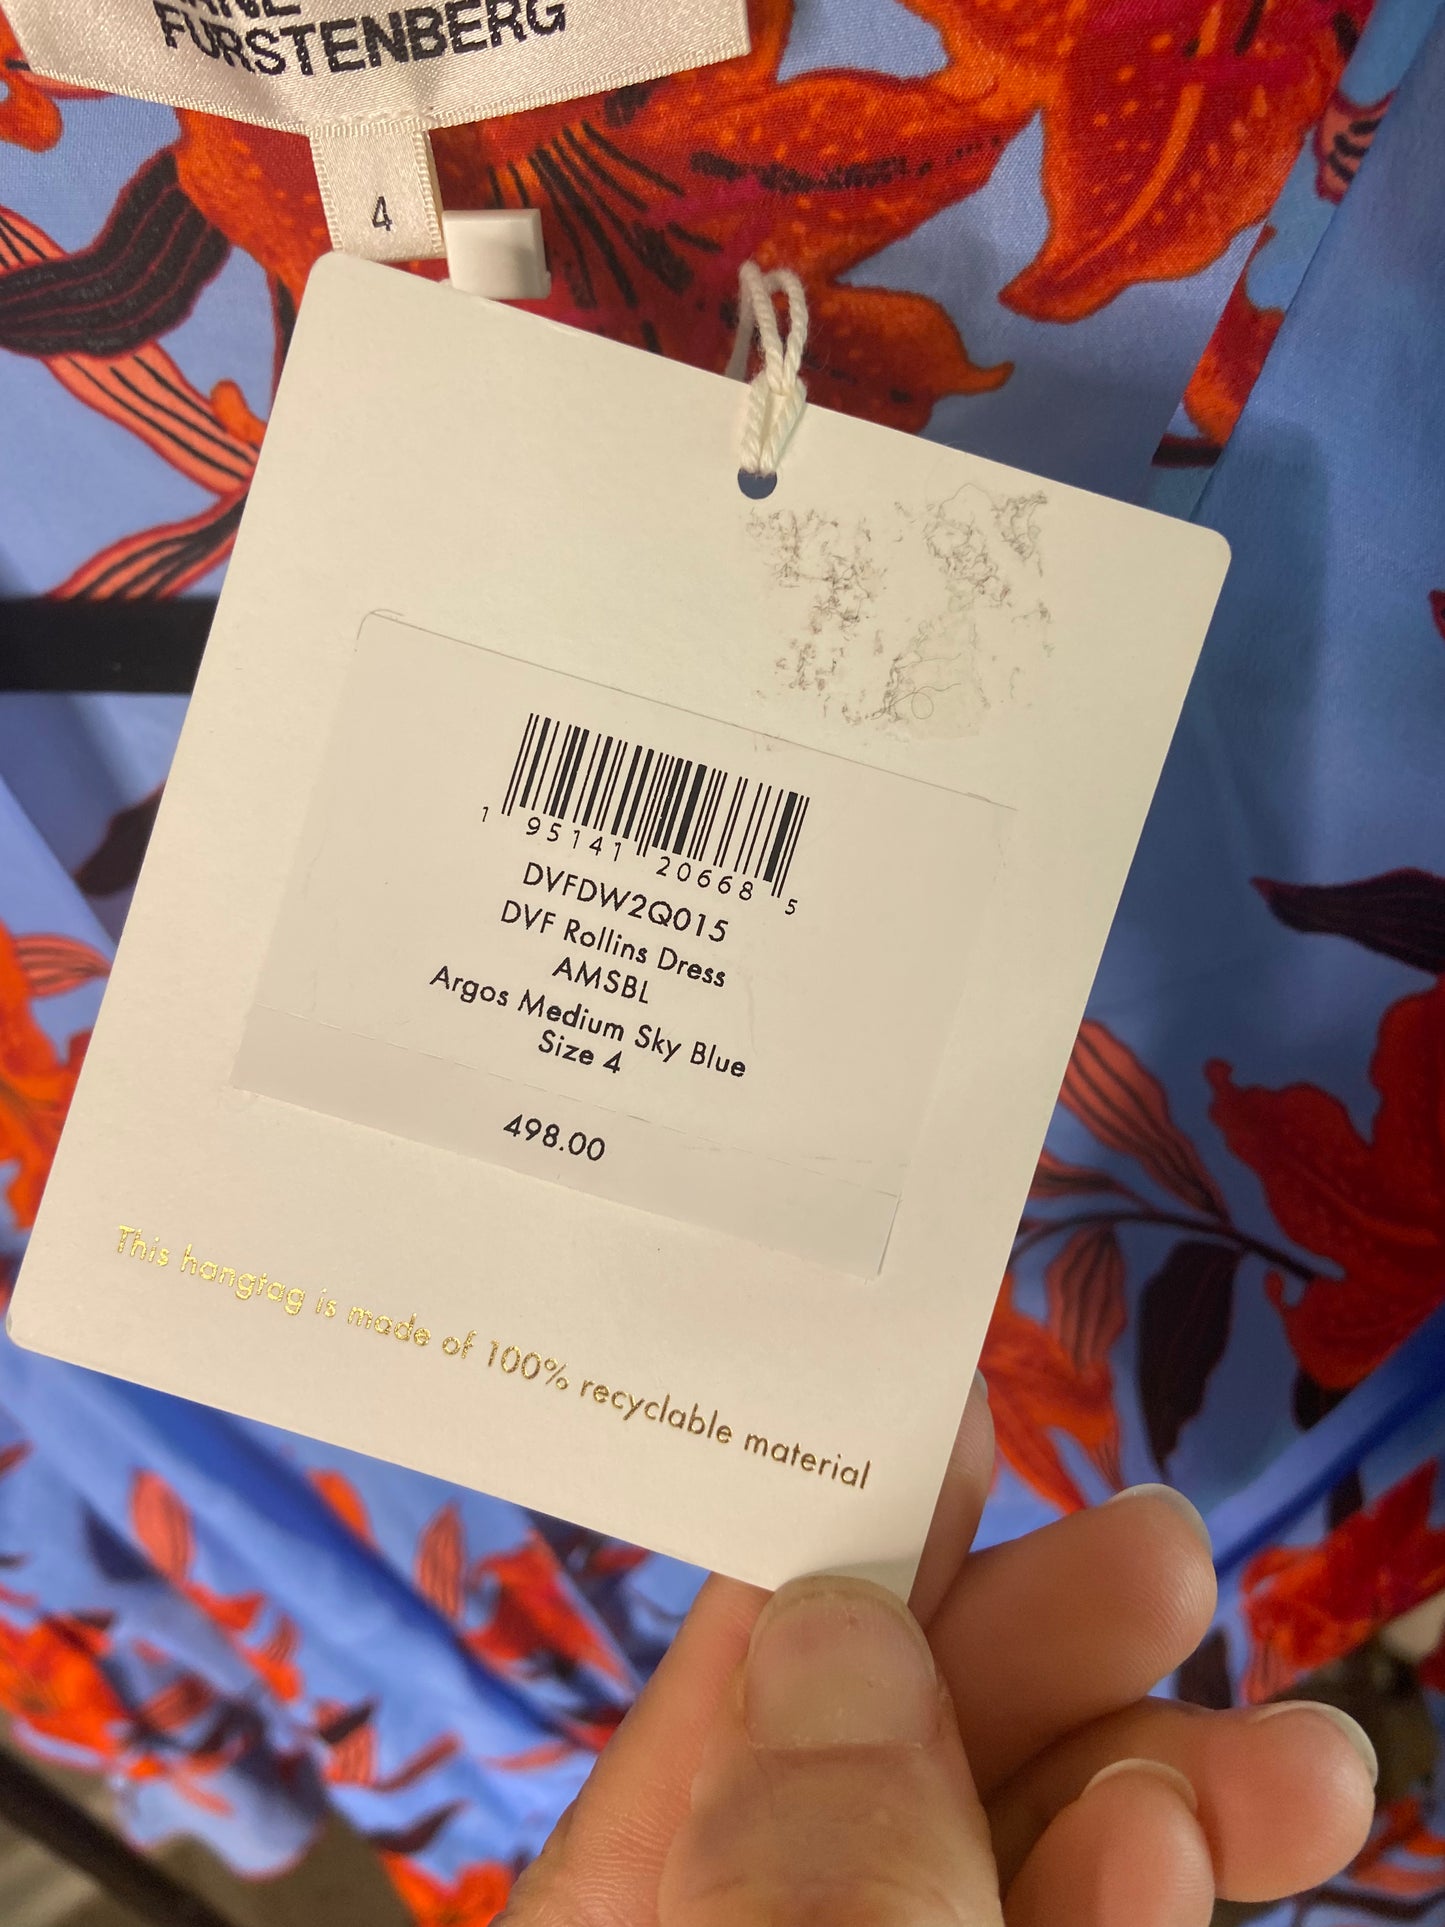 FURSTENBERG
4
1 95141 20668 5
DVFDW2Q015
DVF Rollins Dress
AMSBL
Argos Medium Sky Blue
Size 4
498.00
This hangtag is made of 100% recyclable material